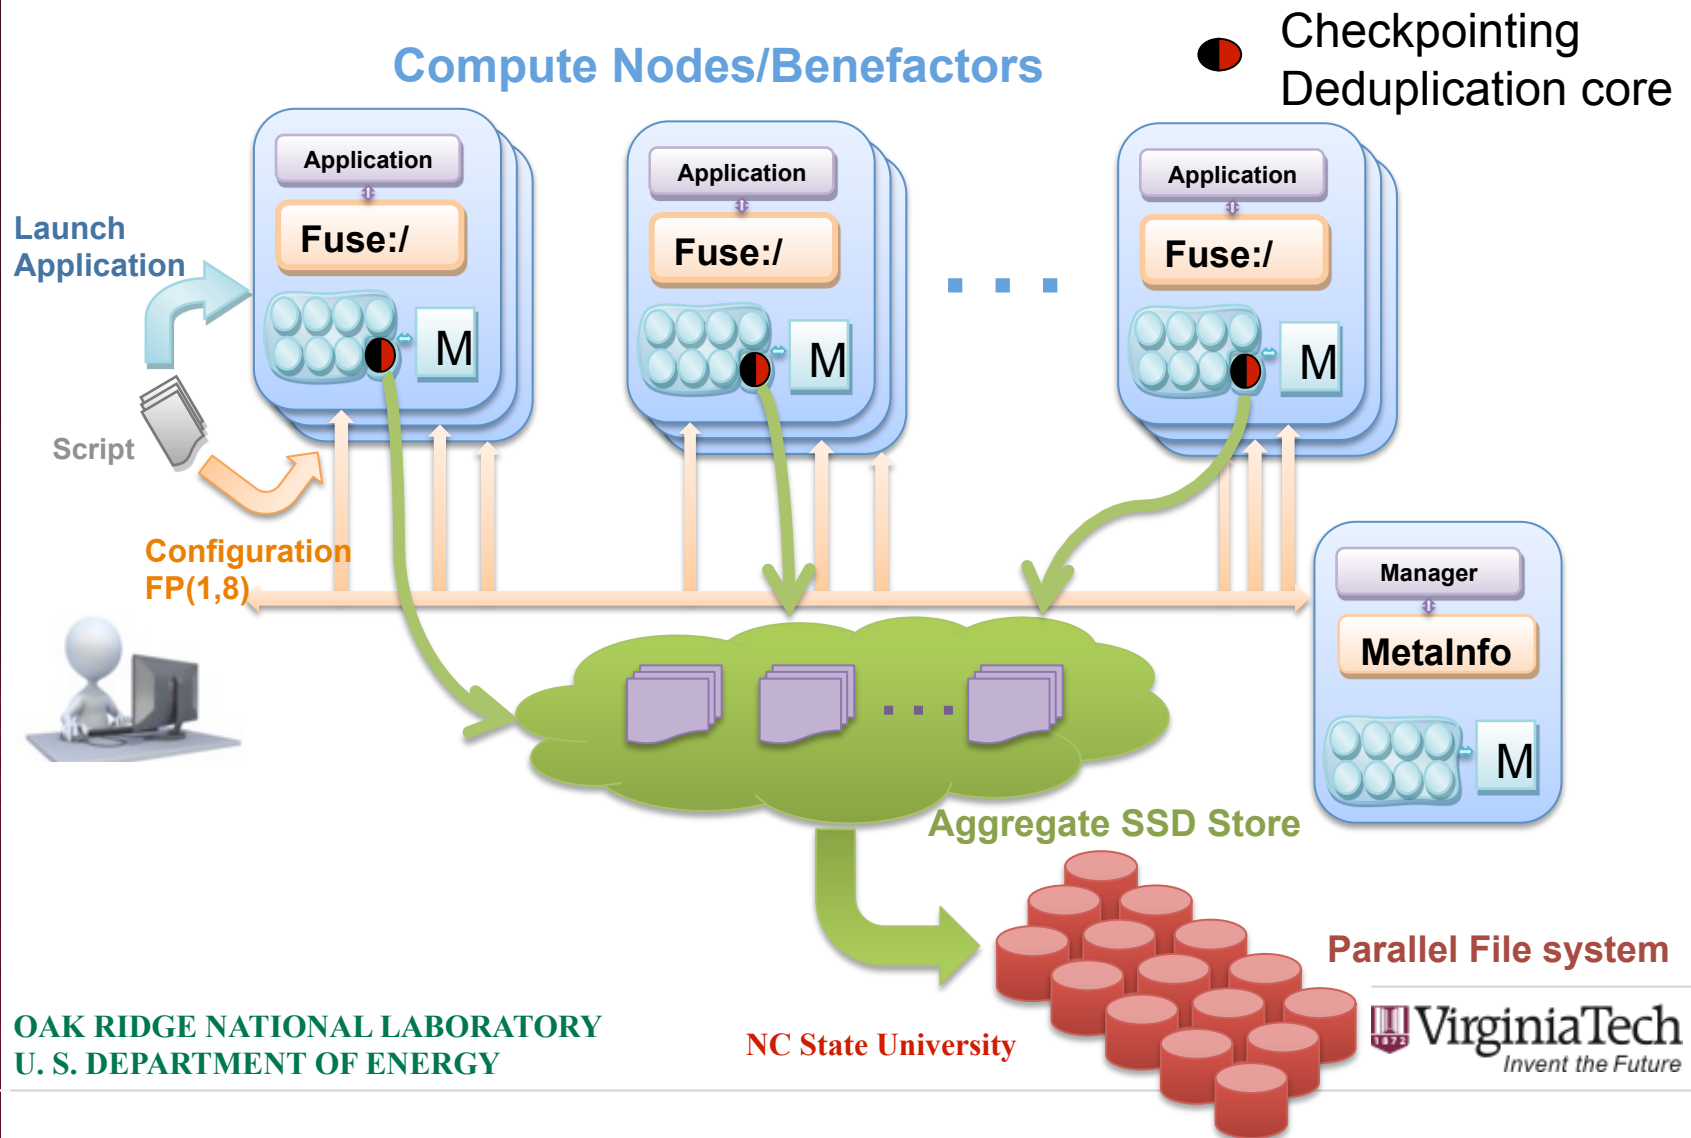 Compute Nodes/Benefactors
Checkpointing
Deduplication core
Application
Fuse:/
M
Application
Fuse:/
M
Application
Fuse:/
M
Launch
Application
Script
Configuration
FP(1,8)
Manager
MetaInfo
M
Aggregate SSD Store
Parallel File system
OAK RIDGE NATIONAL LABORATORY
U. S. DEPARTMENT OF ENERGY
NC State University
1872
VirginiaTech
Invent the Future